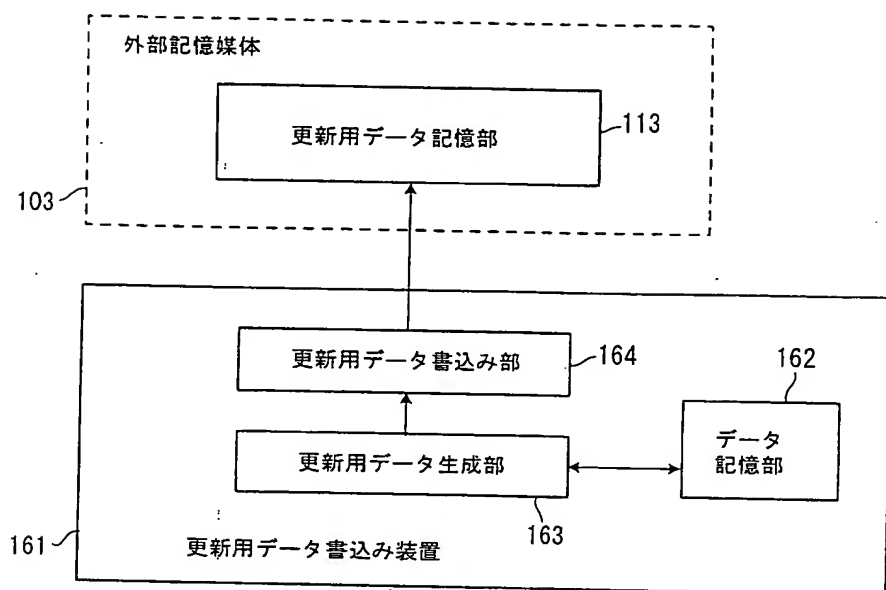 外部記憶媒体
更新用データ記憶部
113
103
更新用データ書込み部
164
162
データ
記憶部
更新用データ生成部
163
161
更新用データ書込み装置